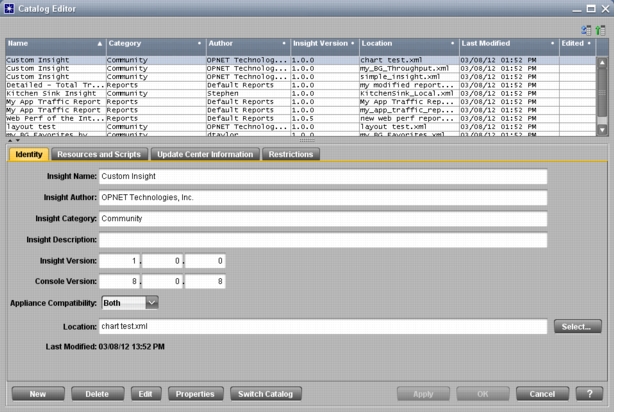 Catalog Editor
Name Category Author Insight Version Location Last Modified Edited
Custom Insight Community OPNET Technolog... 1.0.0 chart test.xml 03/08/12 01:52 PM
Custom Insight Community OPNET Technolog... 1.0.0 my_BG_Throughput.xml 03/08/12 01:52 PM
Custom Insight Community OPNET Technolog... 1.0.0 simple_insight.xml 03/08/12 01:52 PM
Detailed - Total Tr... Reports Default Reports 1.0.0 my modified report... 03/08/12 01:52 PM
Kitchen Sink Insight Community Stephen 1.0.0 KitchenSink_Local.xml 03/08/12 01:52 PM
My App Traffic Report Reports Default Reports 1.0.0 My App Traffic Rep... 03/08/12 01:52 PM
My App Traffic Report Reports Default Reports 1.0.0 my_app_traffic_rep... 03/08/12 01:52 PM
Web Perf of the Int... Reports Default Reports 1.0.5 new web perf repor... 03/08/12 01:52 PM
layout test Community OPNET Technolog... 1.0.0 layout test.xml 03/08/12 01:52 PM
my BG Favorites by Community dtaylor 1.0.0 my BG Favorites.xml 03/08/12 01:52 PM
Identity Resources and Scripts Update Center Information Restrictions
Insight Name: Custom Insight
Insight Author: OPNET Technologies, Inc.
Insight Category: Community
Insight Description:
Insight Version: 1 . 0 . 0
Console Version: 8 . 0 . 8
Appliance Compatibility: Both
Location: chart test.xml Select...
Last Modified: 03/08/12 13:52 PM
New Delete Edit Properties Switch Catalog Apply OK Cancel ?